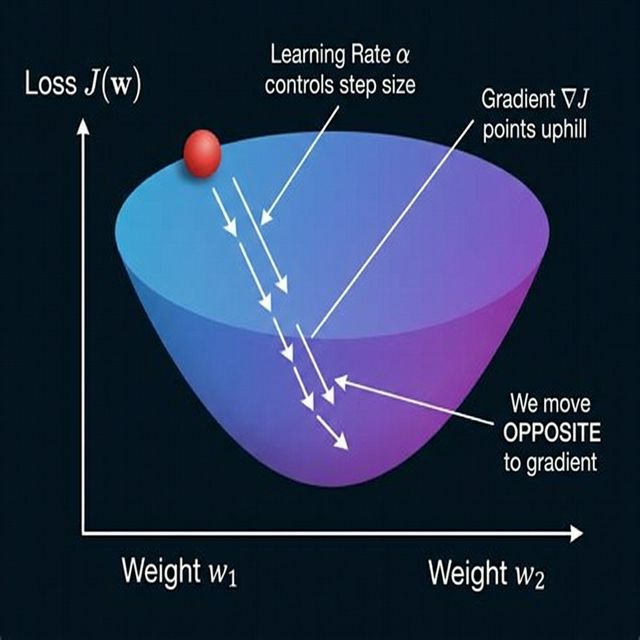 Learning Rate α
controls step size
Loss J(w)
Gradient ∇J
points uphill
We move
OPPOSITE
to gradient
Weight w₁
Weight w₂